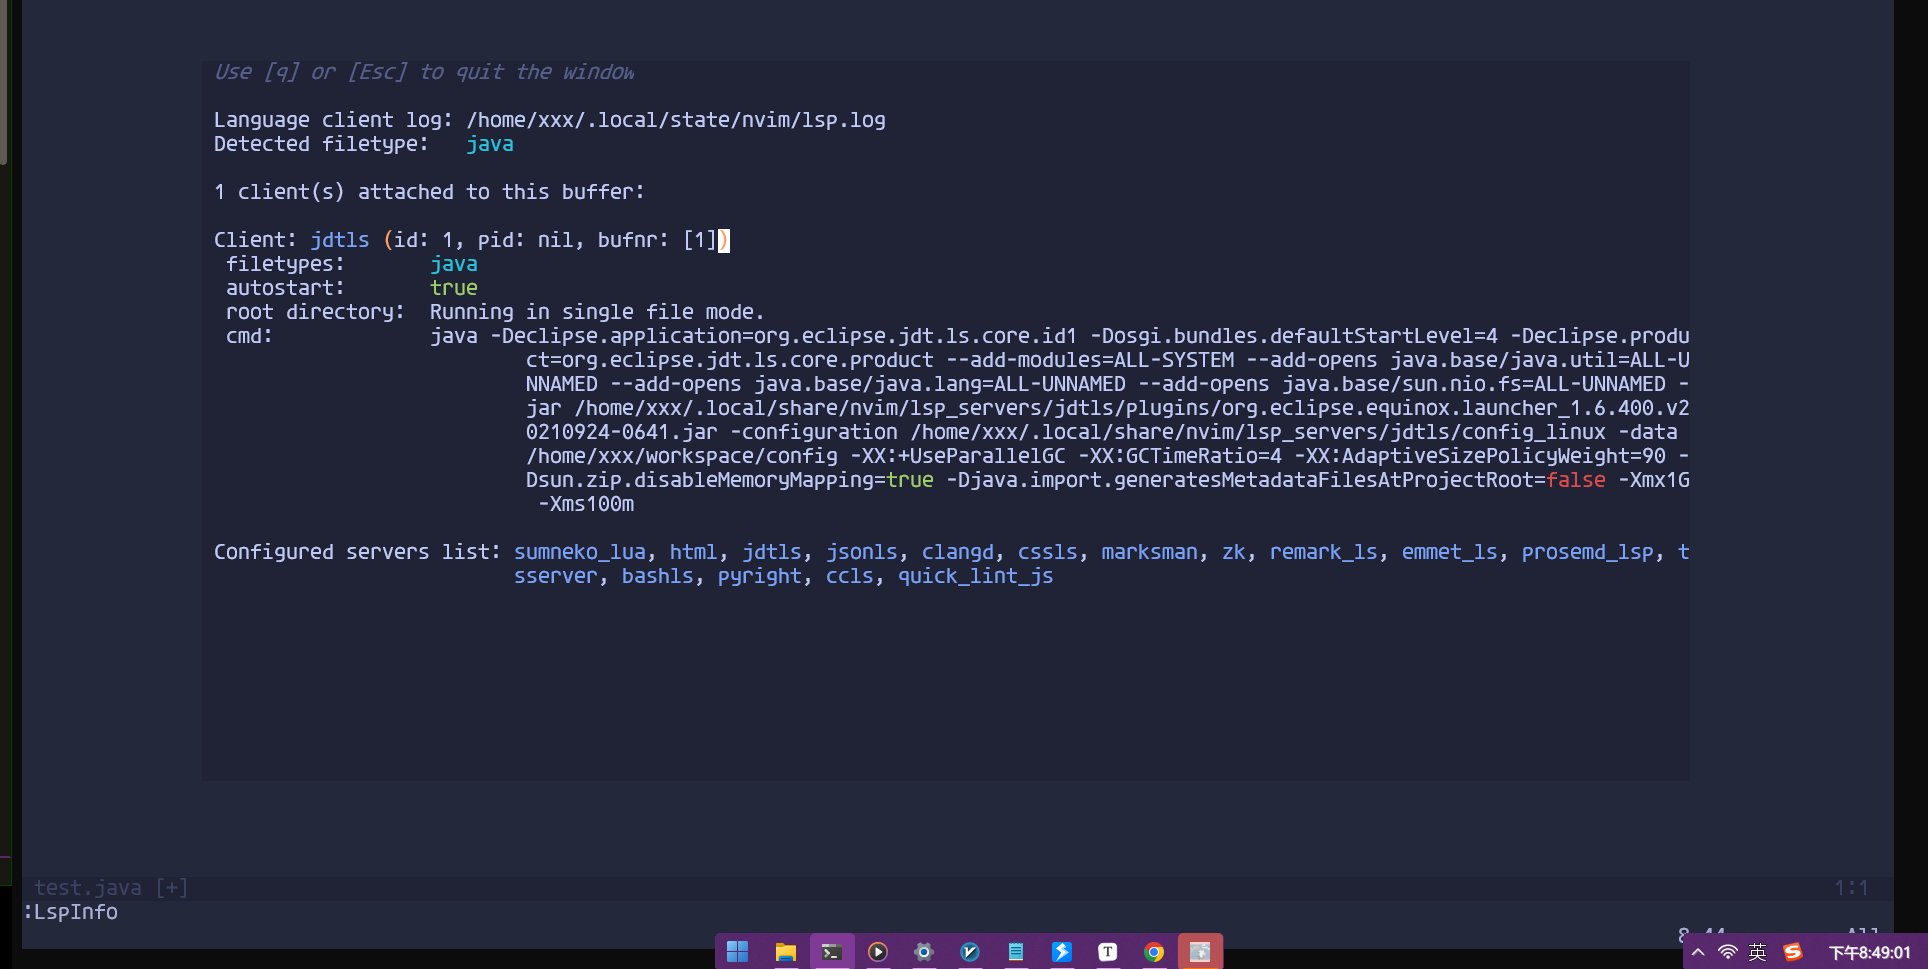 Use [q] or [Esc] to quit the window
Language client log: /home/xxx/.local/state/nvim/lsp.log
Detected filetype:   java
1 client(s) attached to this buffer:
Client: jdtls (id: 1, pid: nil, bufnr: [1])
filetypes:       java
autostart:       true
root directory:  Running in single file mode.
cmd:             java -Declipse.application=org.eclipse.jdt.ls.core.id1 -Dosgi.bundles.defaultStartLevel=4 -Declipse.produ
ct=org.eclipse.jdt.ls.core.product --add-modules=ALL-SYSTEM --add-opens java.base/java.util=ALL-U
NNAMED --add-opens java.base/java.lang=ALL-UNNAMED --add-opens java.base/sun.nio.fs=ALL-UNNAMED -
jar /home/xxx/.local/share/nvim/lsp_servers/jdtls/plugins/org.eclipse.equinox.launcher_1.6.400.v2
0210924-0641.jar -configuration /home/xxx/.local/share/nvim/lsp_servers/jdtls/config_linux -data
/home/xxx/workspace/config -XX:+UseParallelGC -XX:GCTimeRatio=4 -XX:AdaptiveSizePolicyWeight=90 -
Dsun.zip.disableMemoryMapping=true -Djava.import.generatesMetadataFilesAtProjectRoot=false -Xmx1G
-Xms100m
Configured servers list: sumneko_lua, html, jdtls, jsonls, clangd, cssls, marksman, zk, remark_ls, emmet_ls, prosemd_lsp, t
sserver, bashls, pyright, ccls, quick_lint_js
test.java [+] 1:1
:LspInfo
英 下午8:49:01